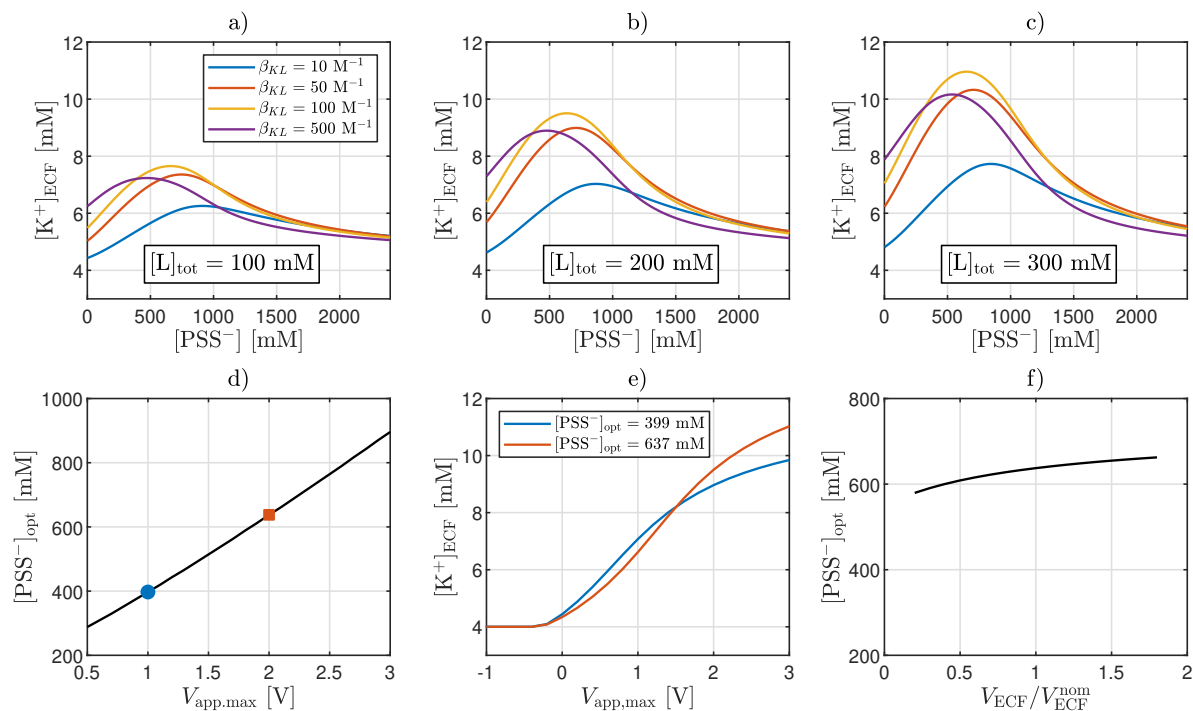 a)
12
10
8
6
4
[K⁺]ECF [mM]
β_KL = 10 M⁻¹
β_KL = 50 M⁻¹
β_KL = 100 M⁻¹
β_KL = 500 M⁻¹
[L]tot = 100 mM
0 500 1000 1500 2000
[PSS⁻] [mM]
b)
12
10
8
6
4
[K⁺]ECF [mM]
[L]tot = 200 mM
0 500 1000 1500 2000
[PSS⁻] [mM]
c)
12
10
8
6
4
[K⁺]ECF [mM]
[L]tot = 300 mM
0 500 1000 1500 2000
[PSS⁻] [mM]
d)
1000
800
600
400
200
[PSS⁻]opt [mM]
0.5 1 1.5 2 2.5 3
Vapp.max [V]
e)
12
10
8
6
4
[K⁺]ECF [mM]
[PSS⁻]opt = 399 mM
[PSS⁻]opt = 637 mM
-1 0 1 2 3
Vapp,max [V]
f)
800
600
400
200
[PSS⁻]opt [mM]
0 0.5 1 1.5 2
VECF/VECFnom